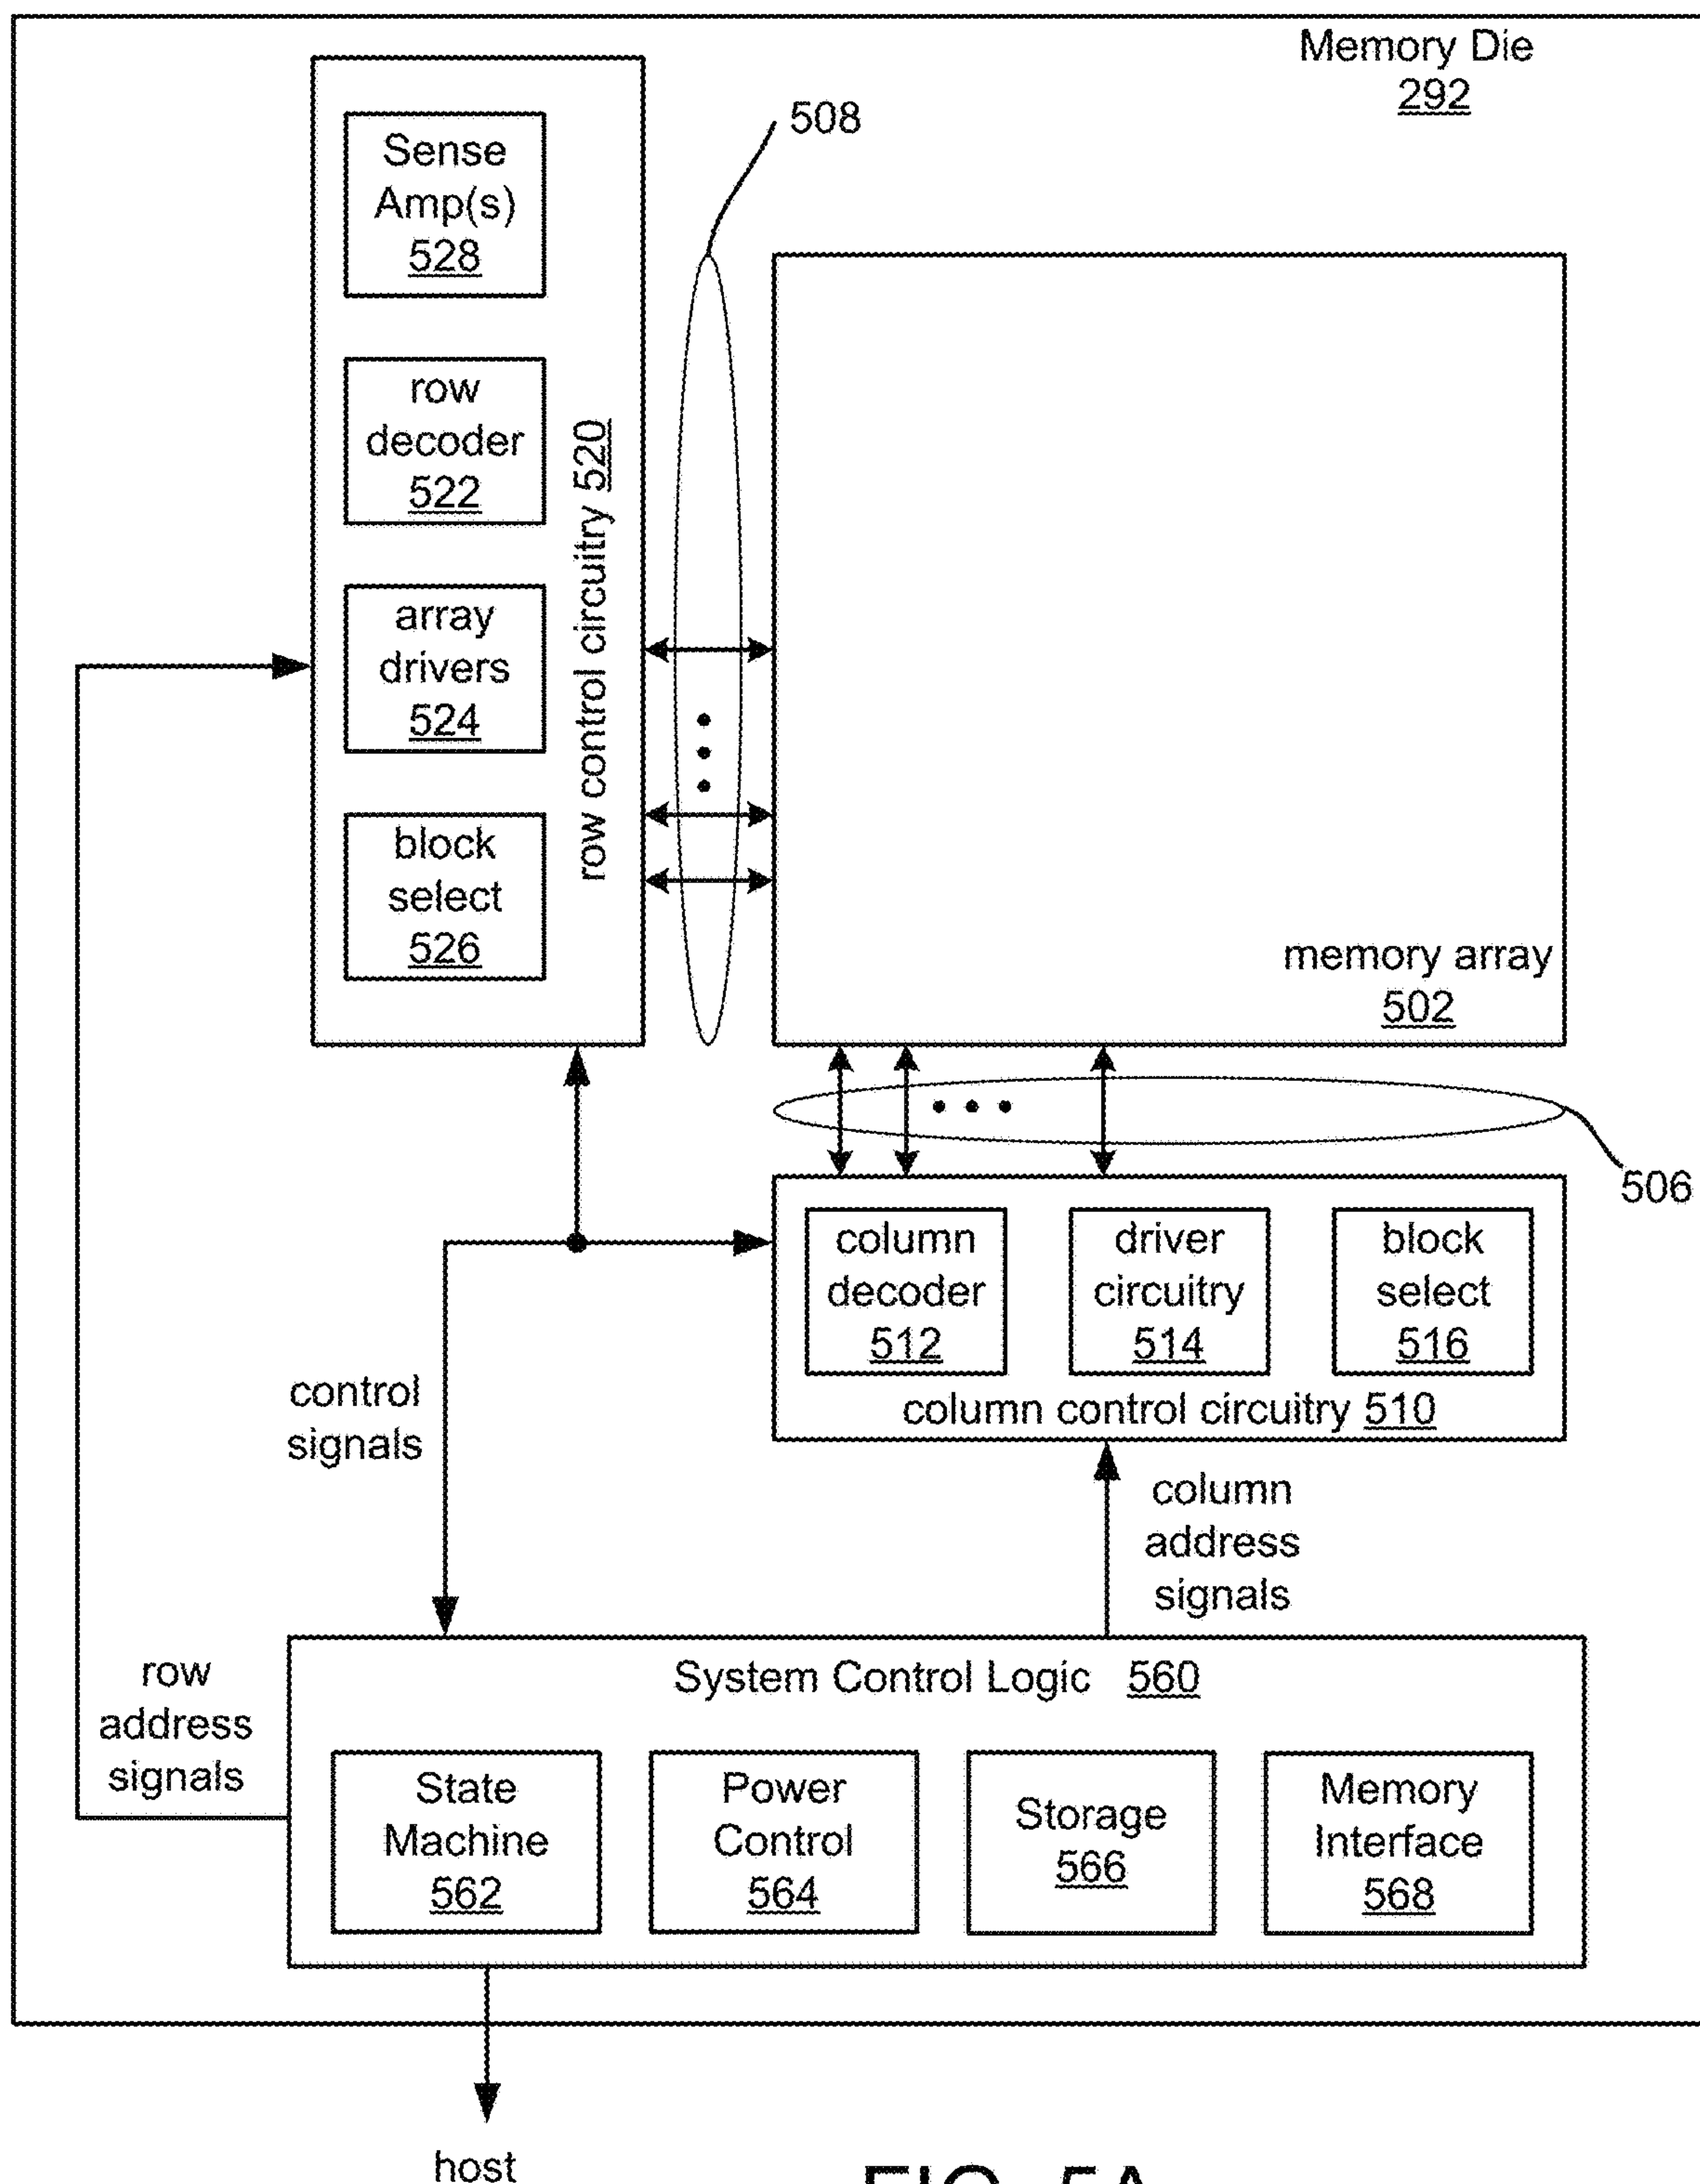 Memory Die
292
508
Sense
Amp(s)
528
row
decoder
522
array
drivers
524
block
select
526
row control circuitry 520
memory array
502
506
column
decoder
512
driver
circuitry
514
block
select
516
column control circuitry 510
control
signals
column
address
signals
row
address
signals
System Control Logic 560
State
Machine
562
Power
Control
564
Storage
566
Memory
Interface
568
host
FIG. 5A